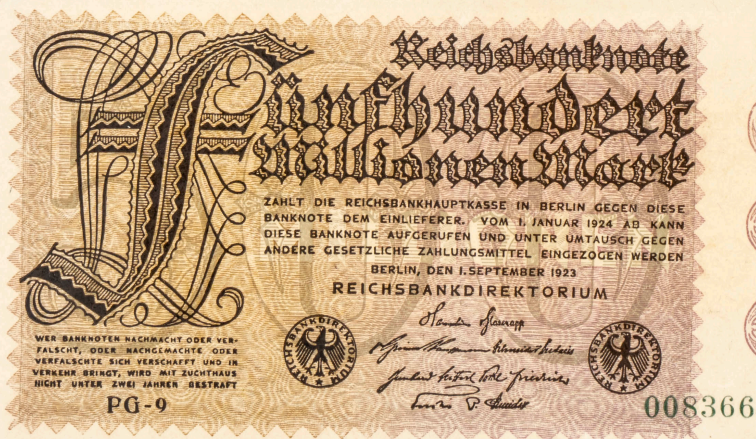 Reichsbanknote
Fünfhundert
Millionen Mark
ZAHLT DIE REICHSBANKHAUPTKASSE IN BERLIN GEGEN DIESE
BANKNOTE DEM EINLIEFERER. VOM 1. JANUAR 1924 AB KANN
DIESE BANKNOTE AUFGERUFEN UND UNTER UMTAUSCH GEGEN
ANDERE GESETZLICHE ZAHLUNGSMITTEL EINGEZOGEN WERDEN
BERLIN, DEN 1. SEPTEMBER 1923
REICHSBANKDIREKTORIUM
WER BANKNOTEN NACHMACHT ODER VER-
FALSCHT, ODER NACHGEMACHTE ODER
VERFALSCHTE SICH VERSCHAFFT UND IN
VERKEHR BRINGT, WIRD MIT ZUCHTHAUS
NICHT UNTER ZWEI JAHREN BESTRAFT
REICHSBANKDIREKTORIUM
REICHSBANKDIREKTORIUM
PG-9
008366